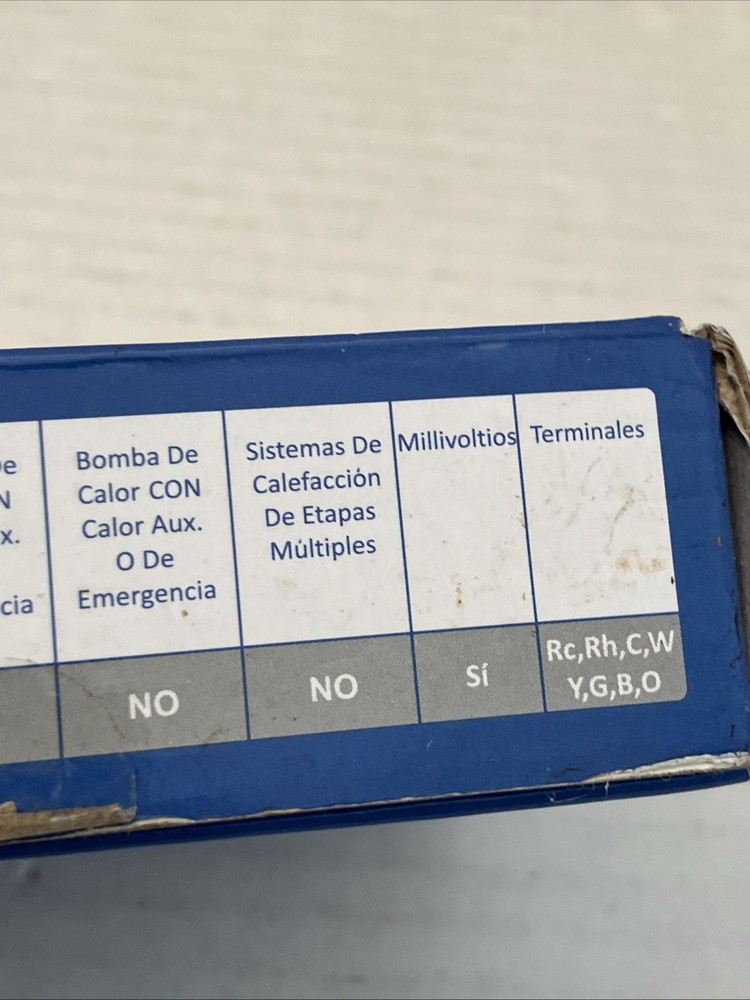 Bomba De
Calor CON
Calor Aux.
O De
Emergencia
Sistemas De
Calefacción
De Etapas
Múltiples
Millivoltios
Terminales
NO
NO
Sí
Rc,Rh,C,W
Y,G,B,O